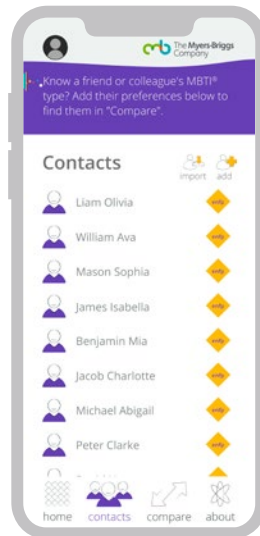 The Myers-Briggs
Company
Know a friend or colleague's MBTI®
type? Add their preferences below to
find them in "Compare".
Contacts
import add
Liam Olivia
William Ava
Mason Sophia
James Isabella
Benjamin Mia
Jacob Charlotte
Michael Abigail
Peter Clarke
home contacts compare about